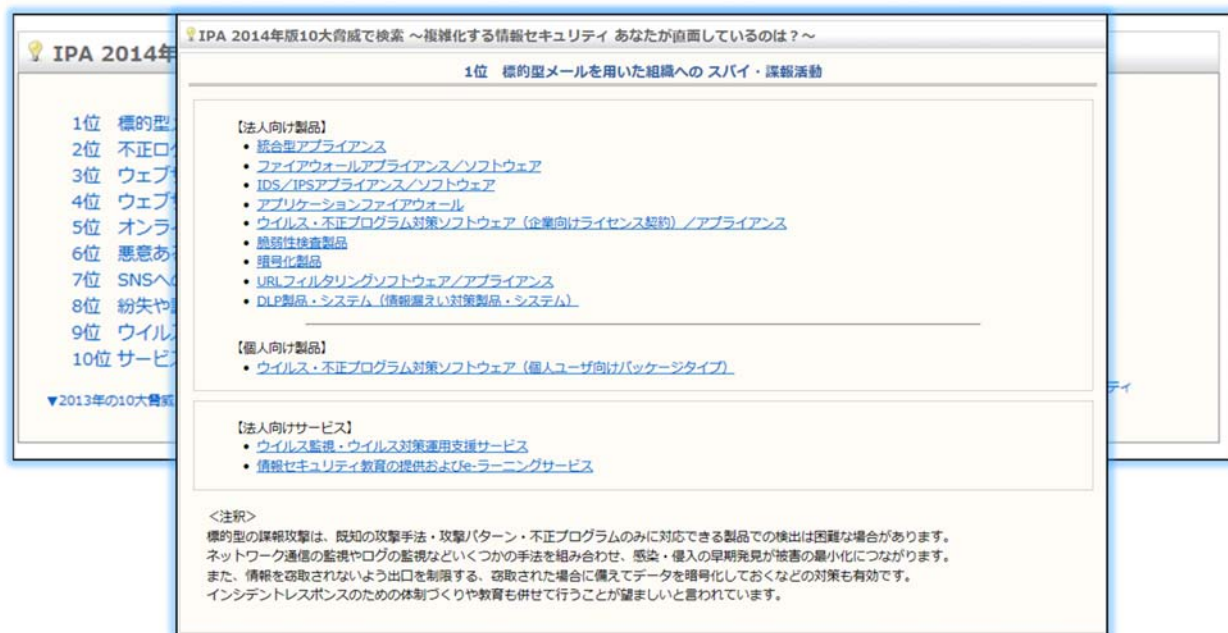 IPA 2014年
1位 標的型
2位 不正ロ
3位 ウェブ
4位 ウェブ
5位 オンラ
6位 悪意あ
7位 SNSへの
8位 紛失や
9位 ウイル
10位 サービ
▼2013年の10大脅威
ティ
IPA 2014年版10大脅威で検索 ～複雑化する情報セキュリティ あなたが直面しているのは？～
1位 標的型メールを用いた組織への スパイ・諜報活動
【法人向け製品】
• 統合型アプライアンス
• ファイアウォールアプライアンス／ソフトウェア
• IDS／IPSアプライアンス／ソフトウェア
• アプリケーションファイアウォール
• ウイルス・不正プログラム対策ソフトウェア（企業向けライセンス契約）／アプライアンス
• 脆弱性検査製品
• 暗号化製品
• URLフィルタリングソフトウェア／アプライアンス
• DLP製品・システム（情報漏えい対策製品・システム）
【個人向け製品】
• ウイルス・不正プログラム対策ソフトウェア（個人ユーザ向けパッケージタイプ）
【法人向けサービス】
• ウイルス監視・ウイルス対策運用支援サービス
• 情報セキュリティ教育の提供およびe-ラーニングサービス
＜注釈＞
標的型の諜報攻撃は、既知の攻撃手法・攻撃パターン・不正プログラムのみに対応できる製品での検出は困難な場合があります。
ネットワーク通信の監視やログの監視などいくつかの手法を組み合わせ、感染・侵入の早期発見が被害の最小化につながります。
また、情報を窃取されないよう出口を制限する、窃取された場合に備えてデータを暗号化しておくなどの対策も有効です。
インシデントレスポンスのための体制づくりや教育も併せて行うことが望ましいと言われています。